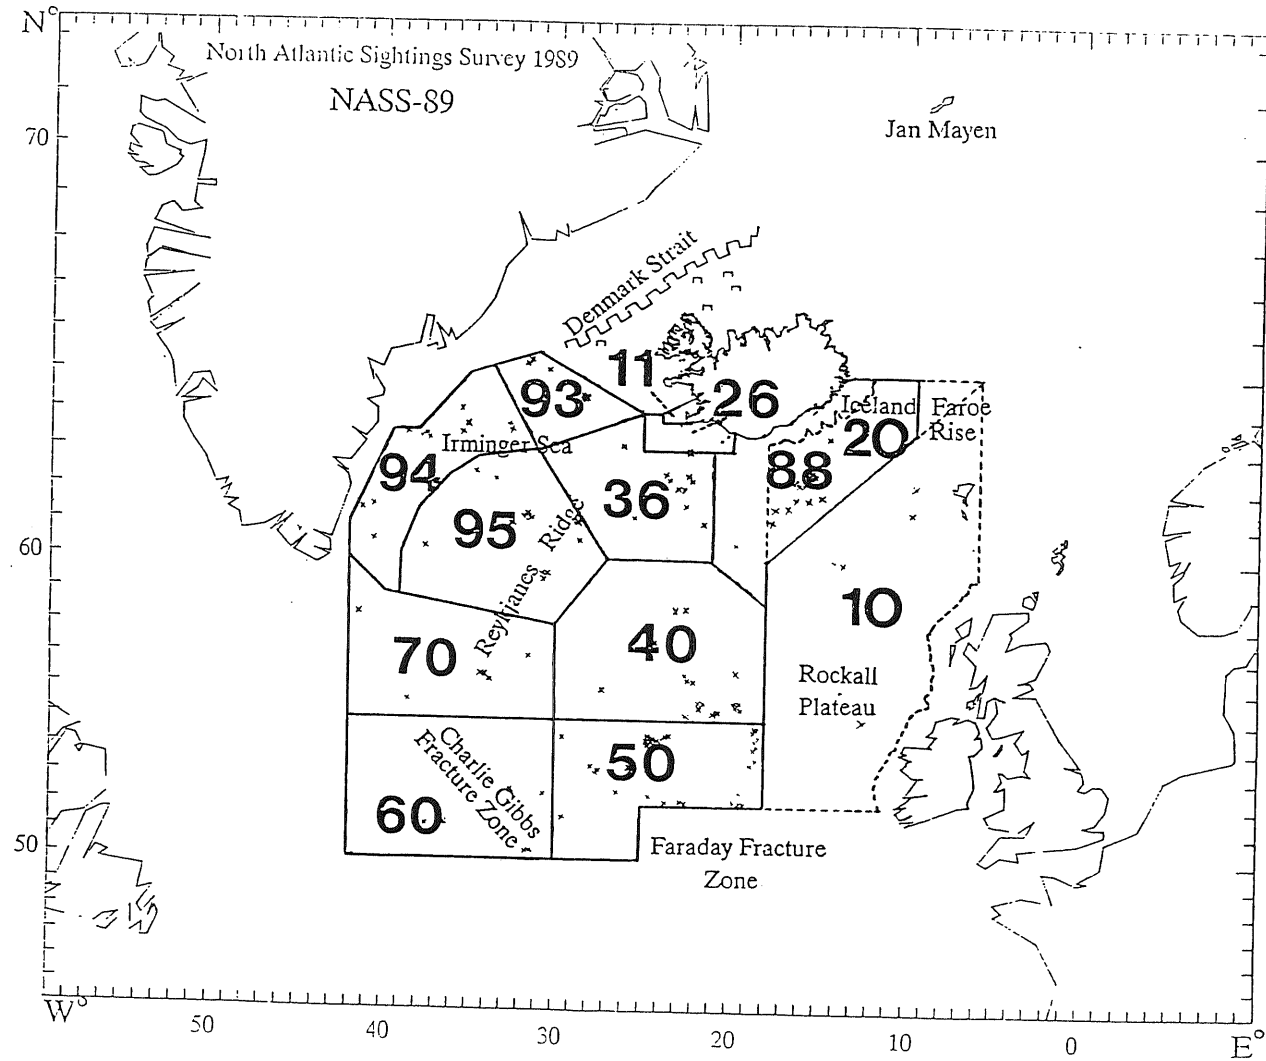 N°
North Atlantic Sightings Survey 1989
NASS-89
Jan Mayen
70
Denmark Strait
11
93
26
Iceland
Faroe
Rise
20
Irminger Sea
94
88
36
95
Reykjanes Ridge
60
10
40
70
Rockall
Plateau
Charlie Gibbs
Fracture Zone
50
60
50
Faraday Fracture
Zone
W°
50
40
30
20
10
0
E°